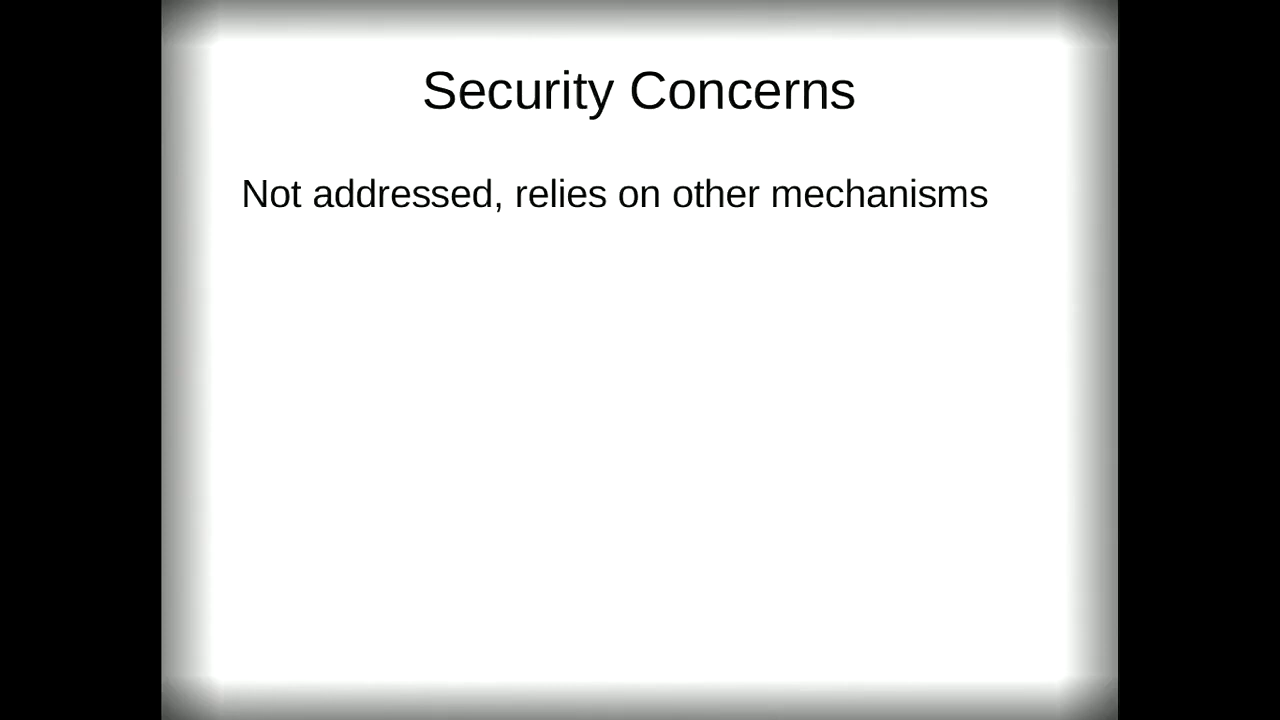 Security Concerns
Not addressed, relies on other mechanisms